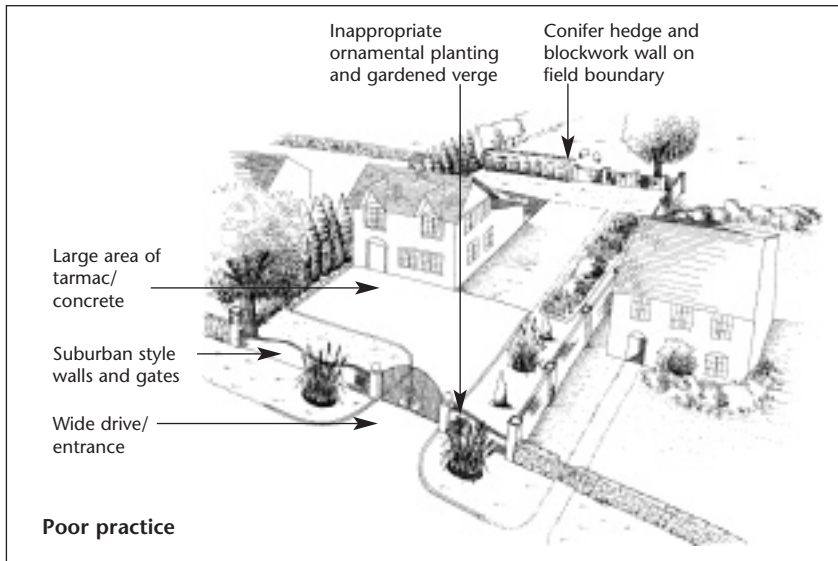 Inappropriate
ornamental planting
and gardened verge
Conifer hedge and
blockwork wall on
field boundary
Large area of
tarmac/
concrete
Suburban style
walls and gates
Wide drive/
entrance
Poor practice